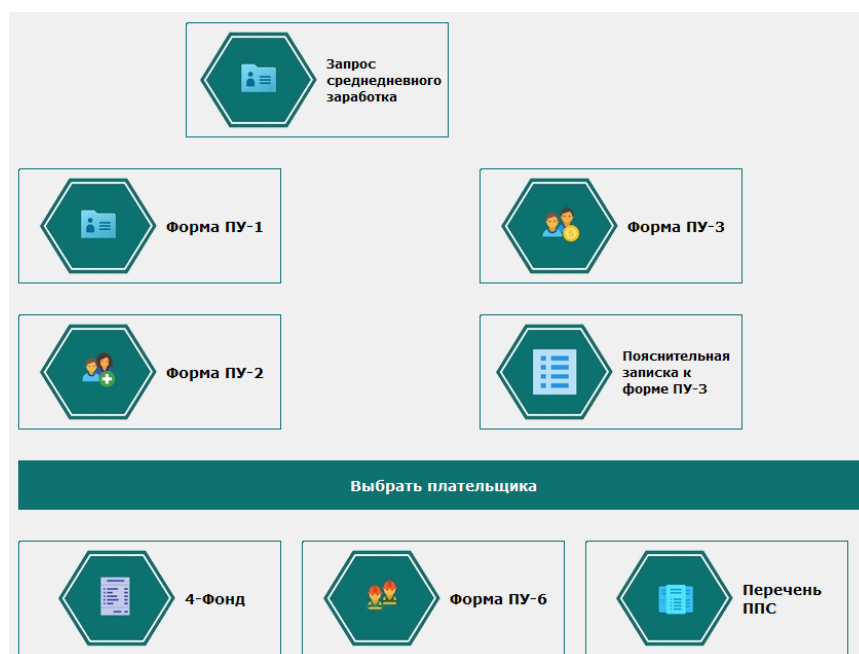 Запрос
среднедневного
заработка
Форма ПУ-1
Форма ПУ-3
Форма ПУ-2
Пояснительная
записка к
форме ПУ-3
Выбрать плательщика
4-Фонд
Форма ПУ-6
Перечень
ППС